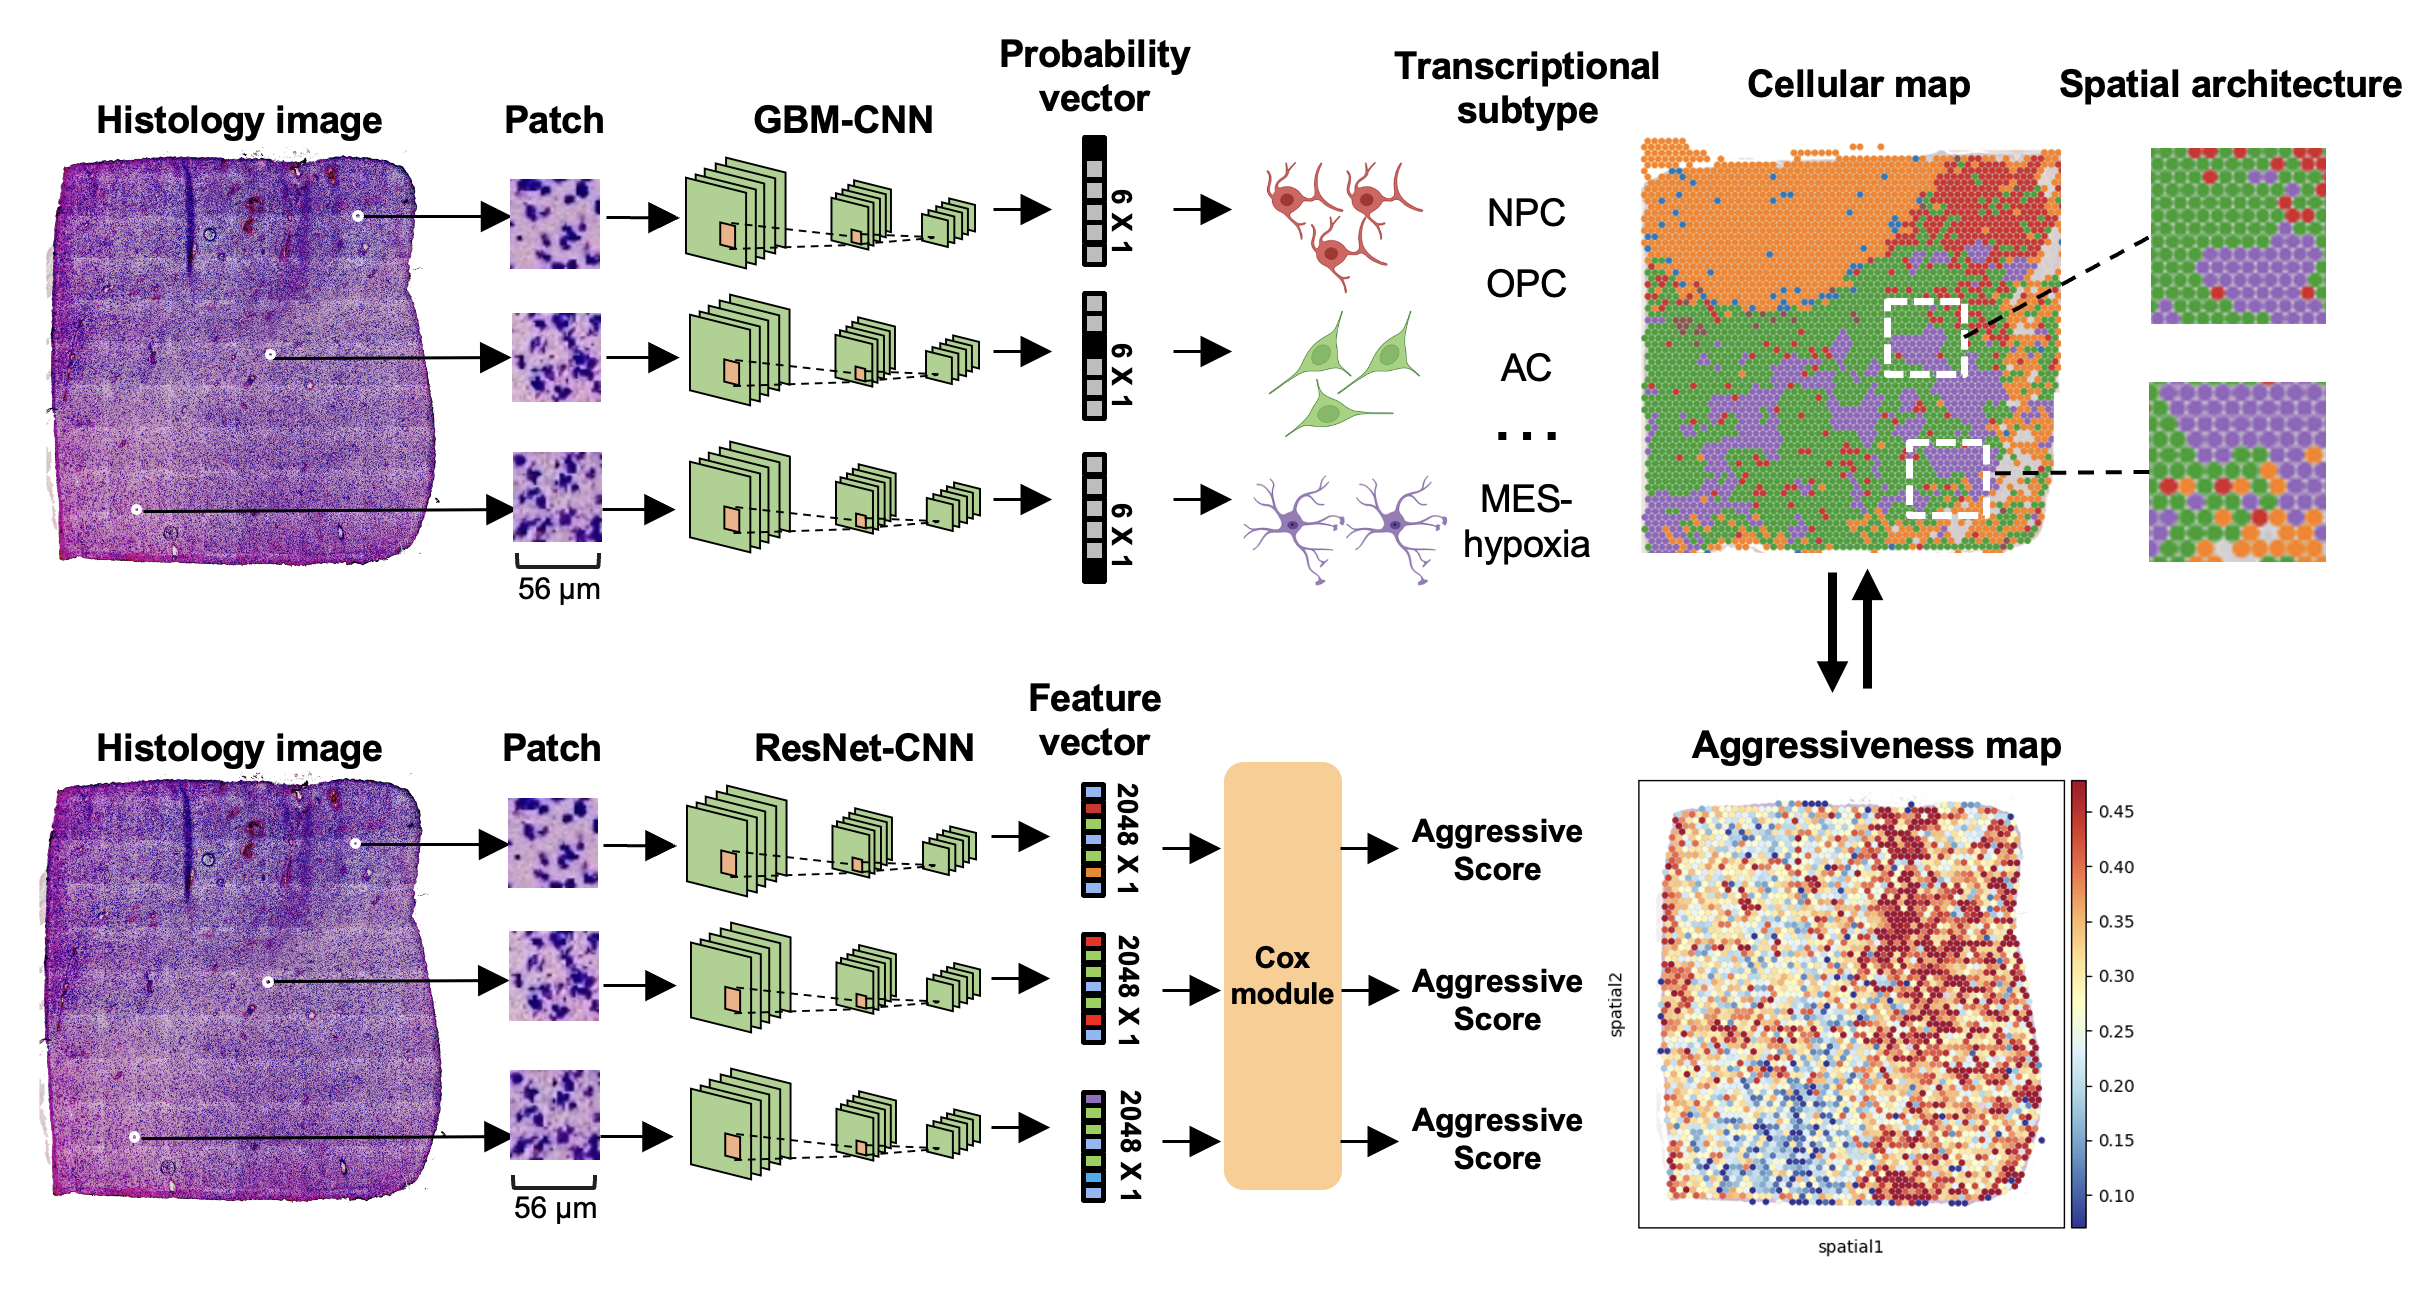 Histology image
Patch
GBM-CNN
Probability
vector
Transcriptional
subtype
Cellular map
Spatial architecture
6 X 1
6 X 1
6 X 1
NPC
OPC
AC
...
MES-
hypoxia
56 µm
Histology image
Patch
ResNet-CNN
Feature
vector
Aggressiveness map
2048 X 1
2048 X 1
2048 X 1
Cox
module
Aggressive
Score
Aggressive
Score
Aggressive
Score
56 µm
spatial2
spatial1
0.45
0.40
0.35
0.30
0.25
0.20
0.15
0.10